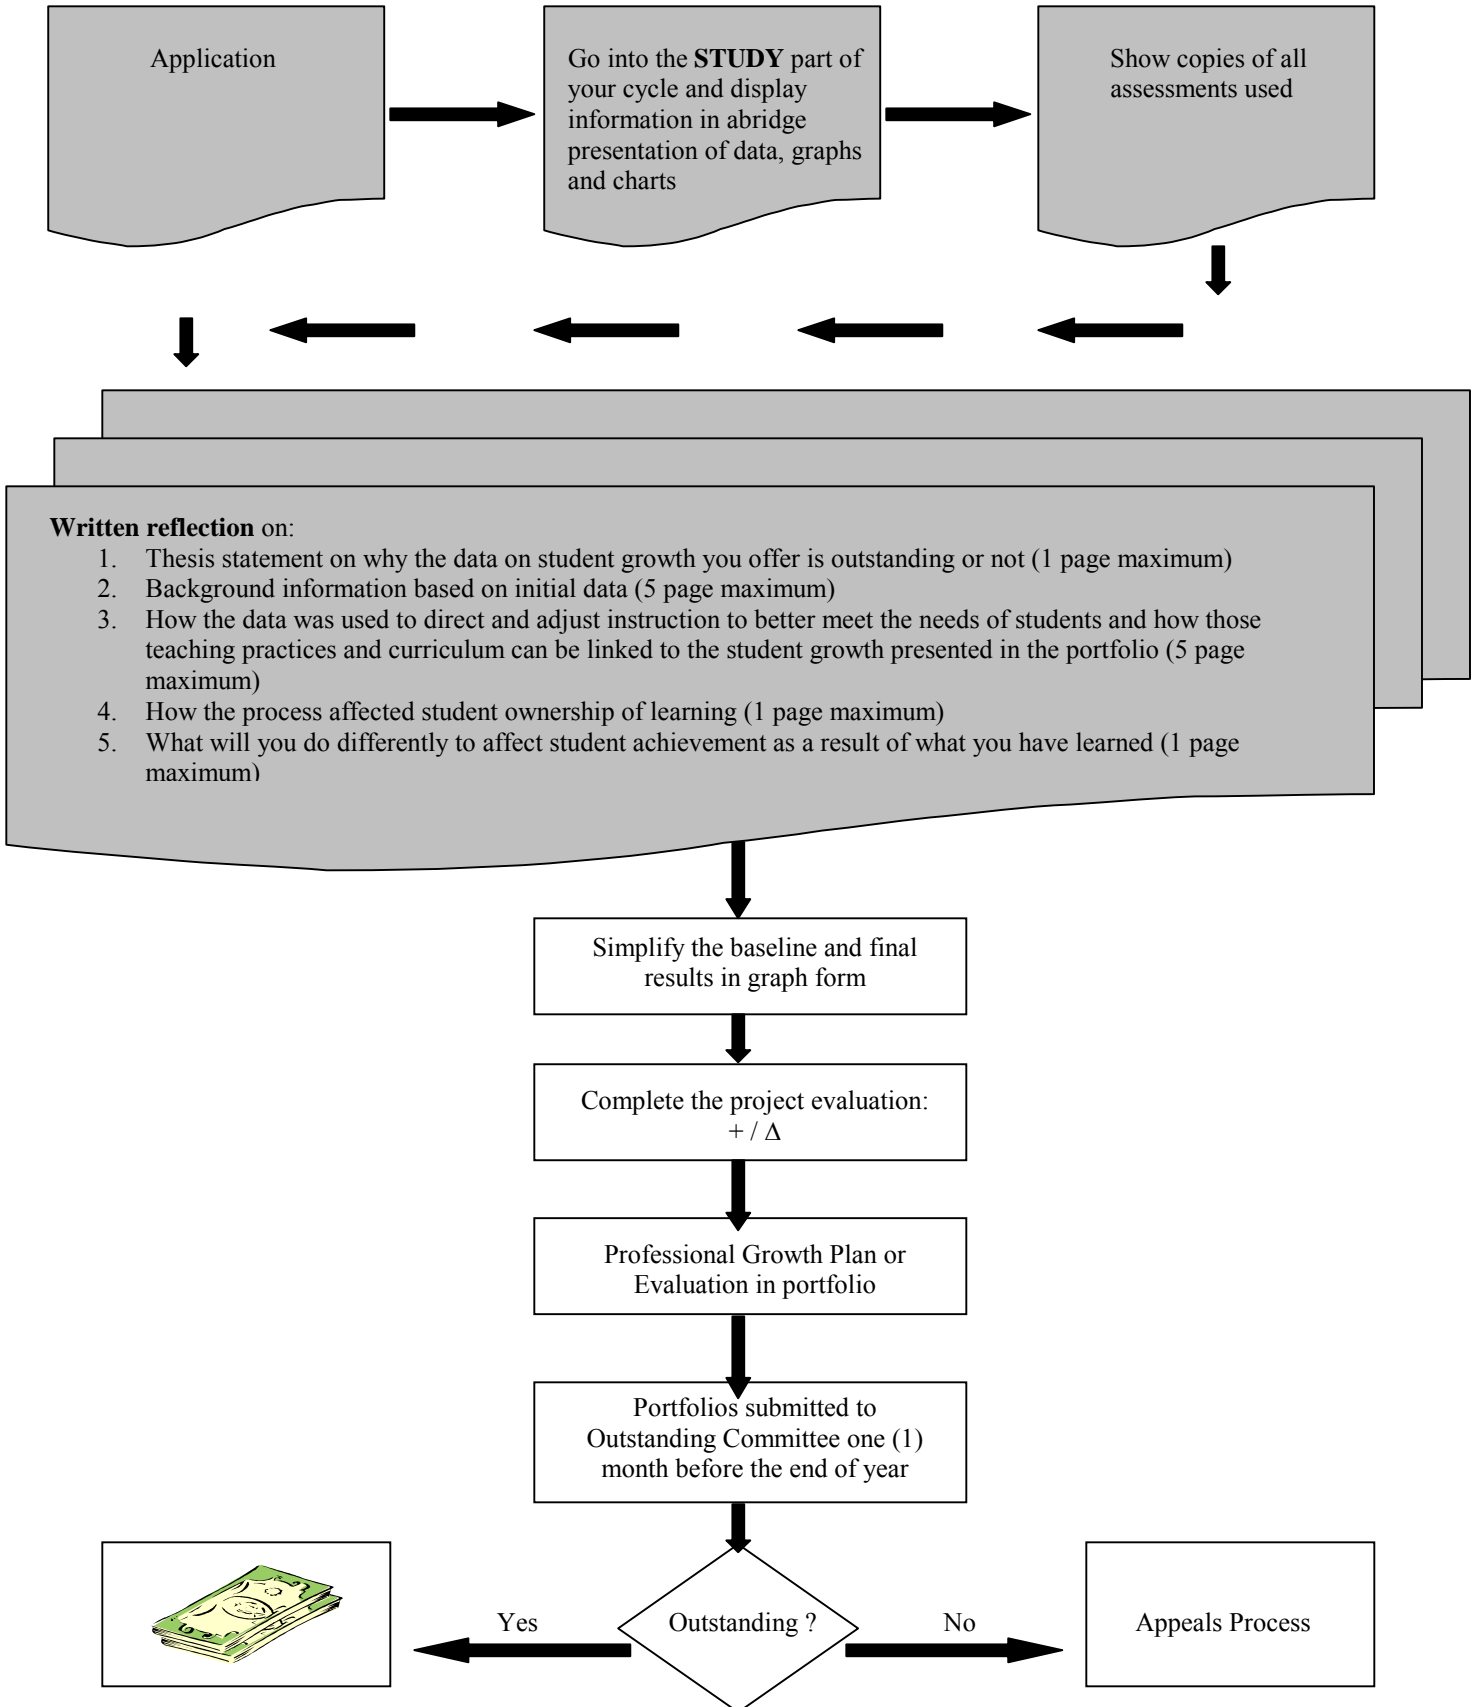 Application
Go into the STUDY part of
your cycle and display
information in abridge
presentation of data, graphs
and charts
Show copies of all
assessments used
Written reflection on:
1. Thesis statement on why the data on student growth you offer is outstanding or not (1 page maximum)
2. Background information based on initial data (5 page maximum)
3. How the data was used to direct and adjust instruction to better meet the needs of students and how those
teaching practices and curriculum can be linked to the student growth presented in the portfolio (5 page
maximum)
4. How the process affected student ownership of learning (1 page maximum)
5. What will you do differently to affect student achievement as a result of what you have learned (1 page
maximum)
Simplify the baseline and final
results in graph form
Complete the project evaluation:
+ / Δ
Professional Growth Plan or
Evaluation in portfolio
Portfolios submitted to
Outstanding Committee one (1)
month before the end of year
Yes
Outstanding ?
No
Appeals Process